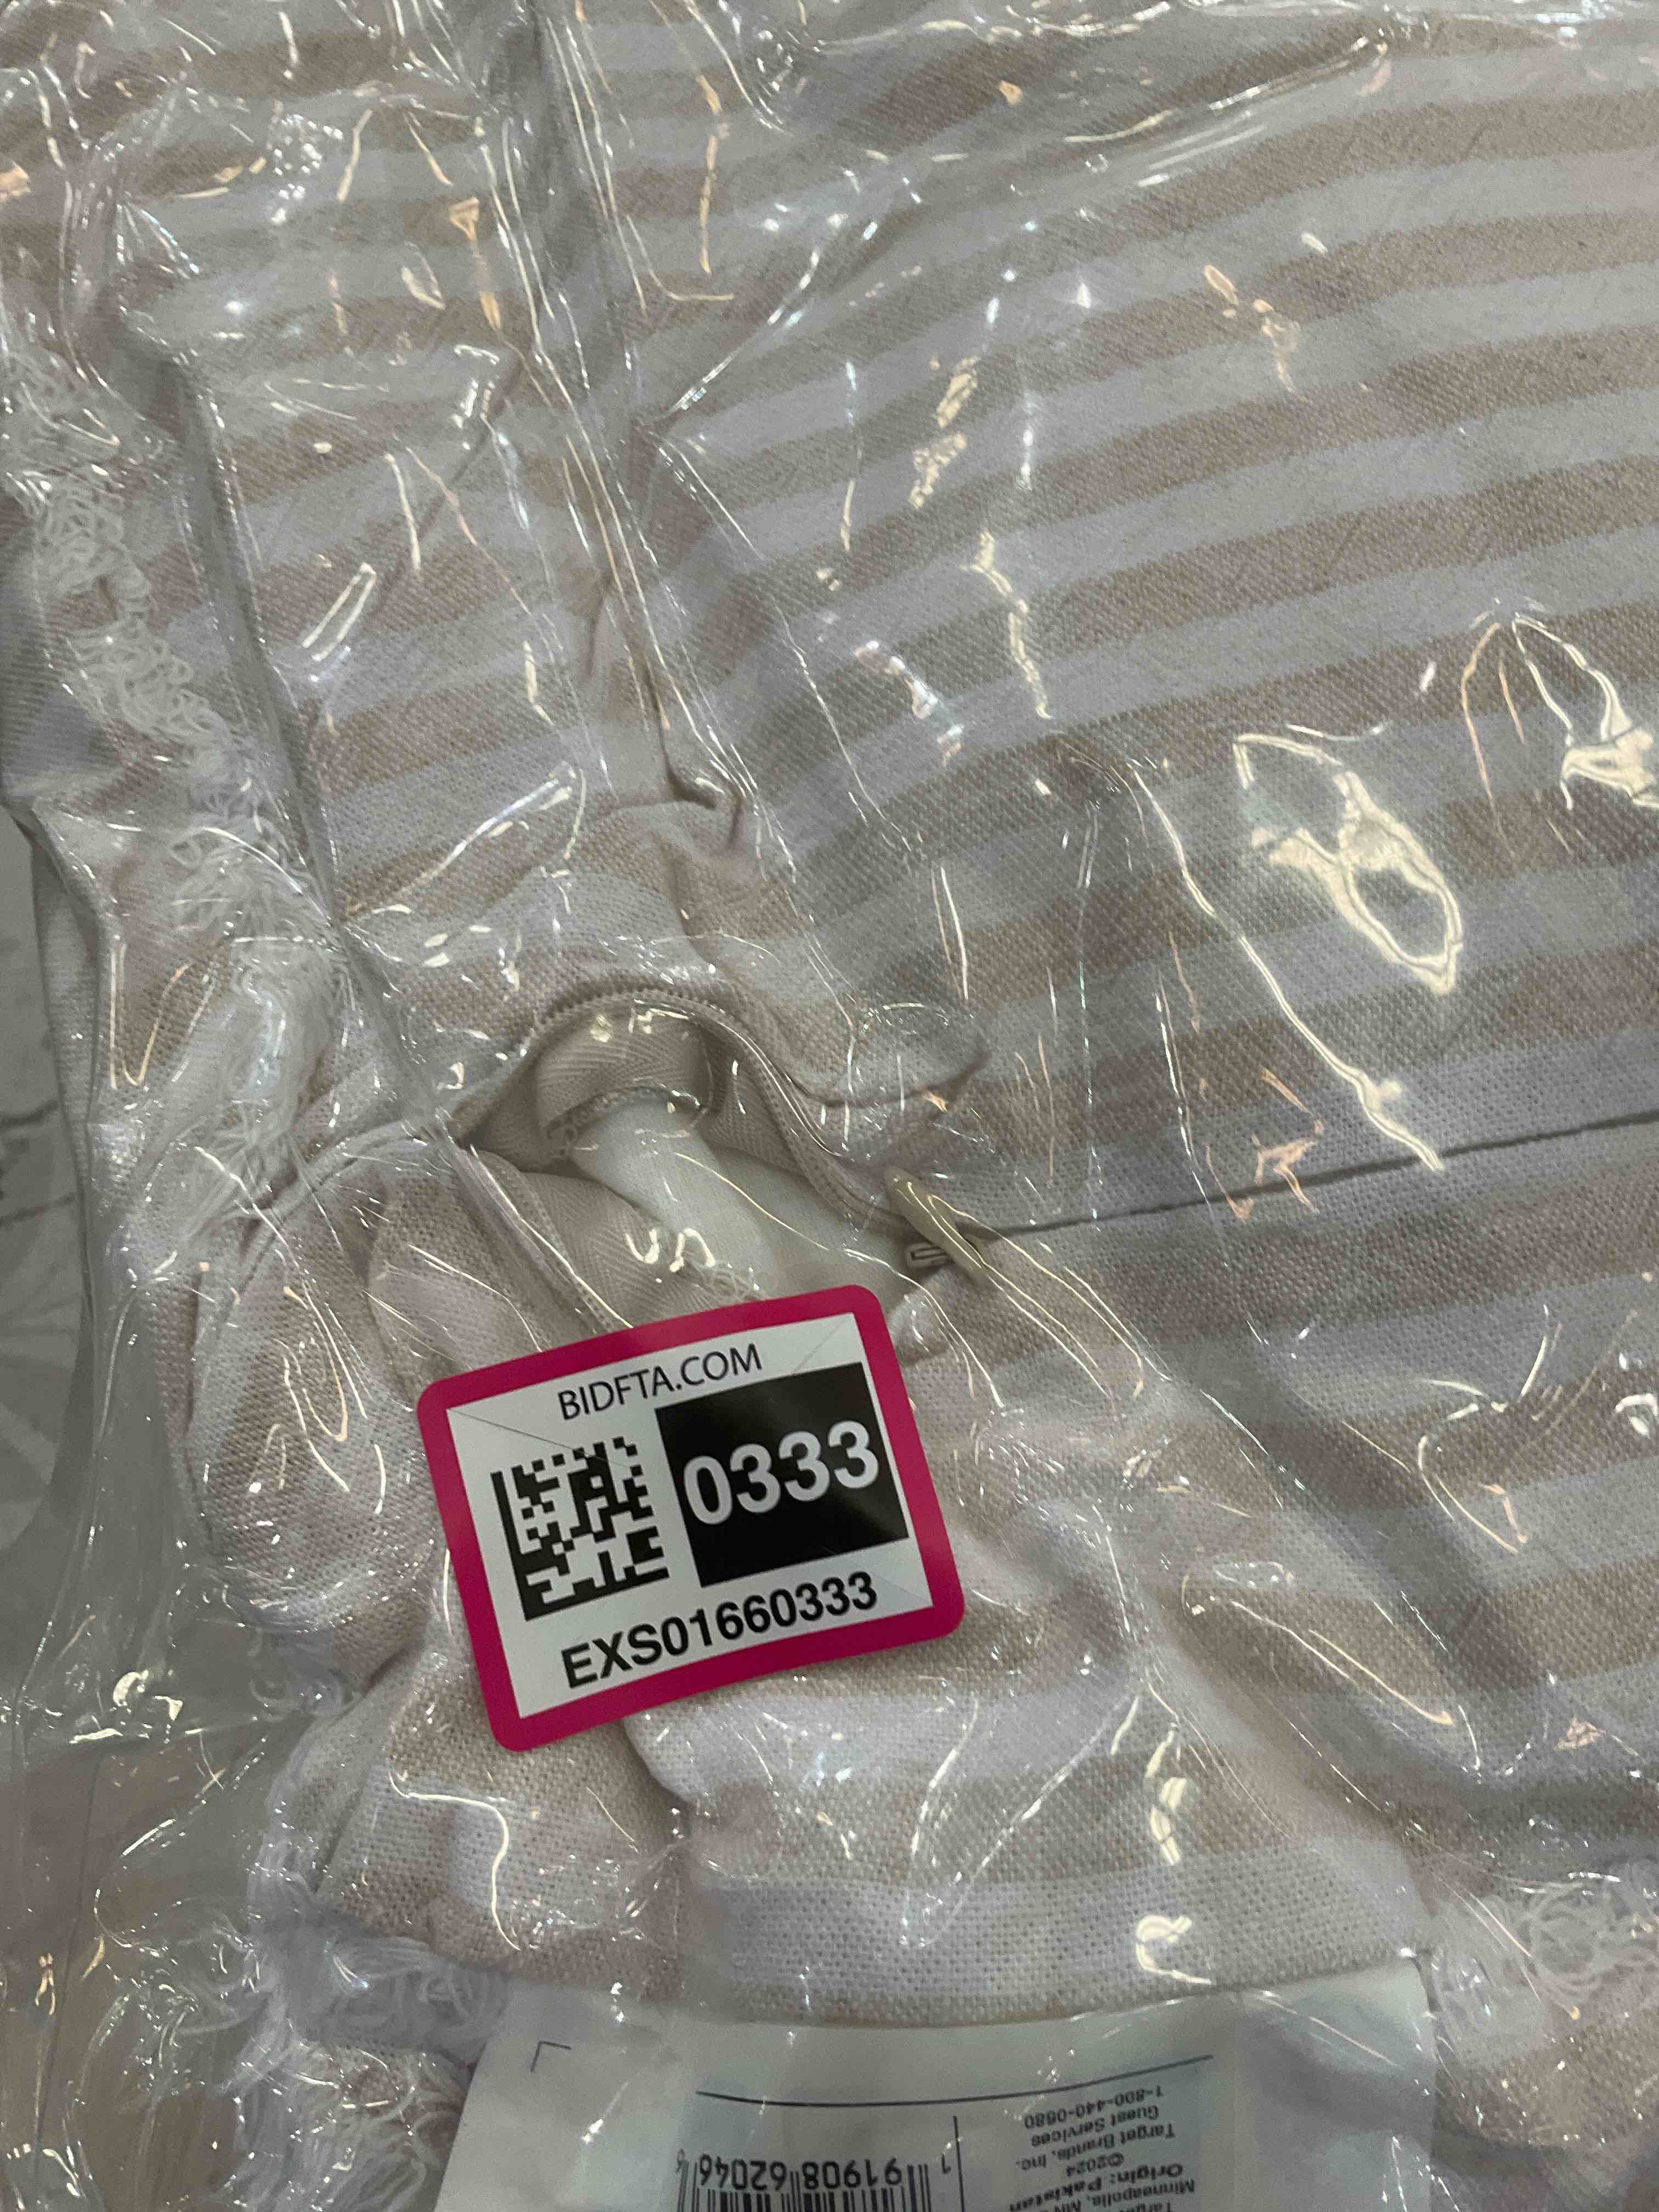 BIDFTA.COM
0333
EXS01660333
1-800-440-0680
Guest Services
Target Brands, Inc.
©2024
Origin: Pakistan
Minneapolis, MN
1 91908 62046